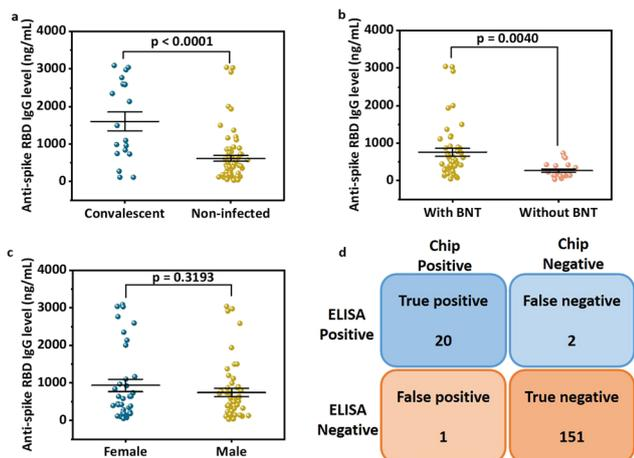 a
Anti-spike RBD IgG level (ng/mL)
4000
3000
2000
1000
0
p < 0.0001
Convalescent
Non-infected
b
Anti-spike RBD IgG level (ng/mL)
4000
3000
2000
1000
0
p = 0.0040
With BNT
Without BNT
c
Anti-spike RBD IgG level (ng/mL)
4000
3000
2000
1000
0
p = 0.3193
Female
Male
d
Chip
Positive
Chip
Negative
ELISA
Positive
True positive
20
False negative
2
ELISA
Negative
False positive
1
True negative
151